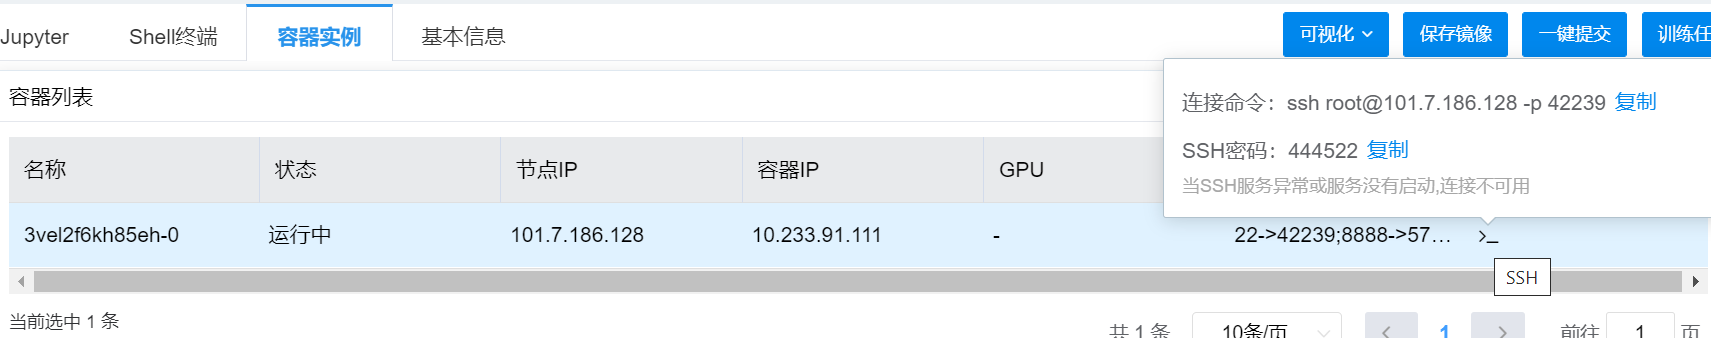 Jupyter Shell终端 容器实例 基本信息 可视化 保存镜像 一键提交 训练任
容器列表
连接命令：ssh root@101.7.186.128 -p 42239 复制
SSH密码：444522 复制
当SSH服务异常或服务没有启动,连接不可用
名称 状态 节点IP 容器IP GPU
3vel2f6kh85eh-0 运行中 101.7.186.128 10.233.91.111 - 22->42239;8888->57... >_
SSH
当前选中 1 条
共 1 条 10条/页 1 前往 1 页